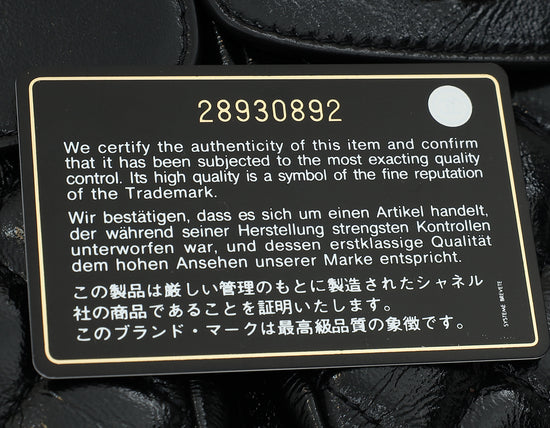 28930892
We certify the authenticity of this item and confirm
that it has been subjected to the most exacting quality
control. Its high quality is a symbol of the fine reputation
of the Trademark.
Wir bestätigen, dass es sich um einen Artikel handelt,
der während seiner Herstellung strengsten Kontrollen
unterworfen war, und dessen erstklassige Qualität
dem hohen Ansehen unserer Marke entspricht.
この製品は厳しい管理のもとに製造されたシャネル
社の商品であることを証明いたします。
このブランド・マークは最高級品質の象徴です。
SYSTEME BREVETE